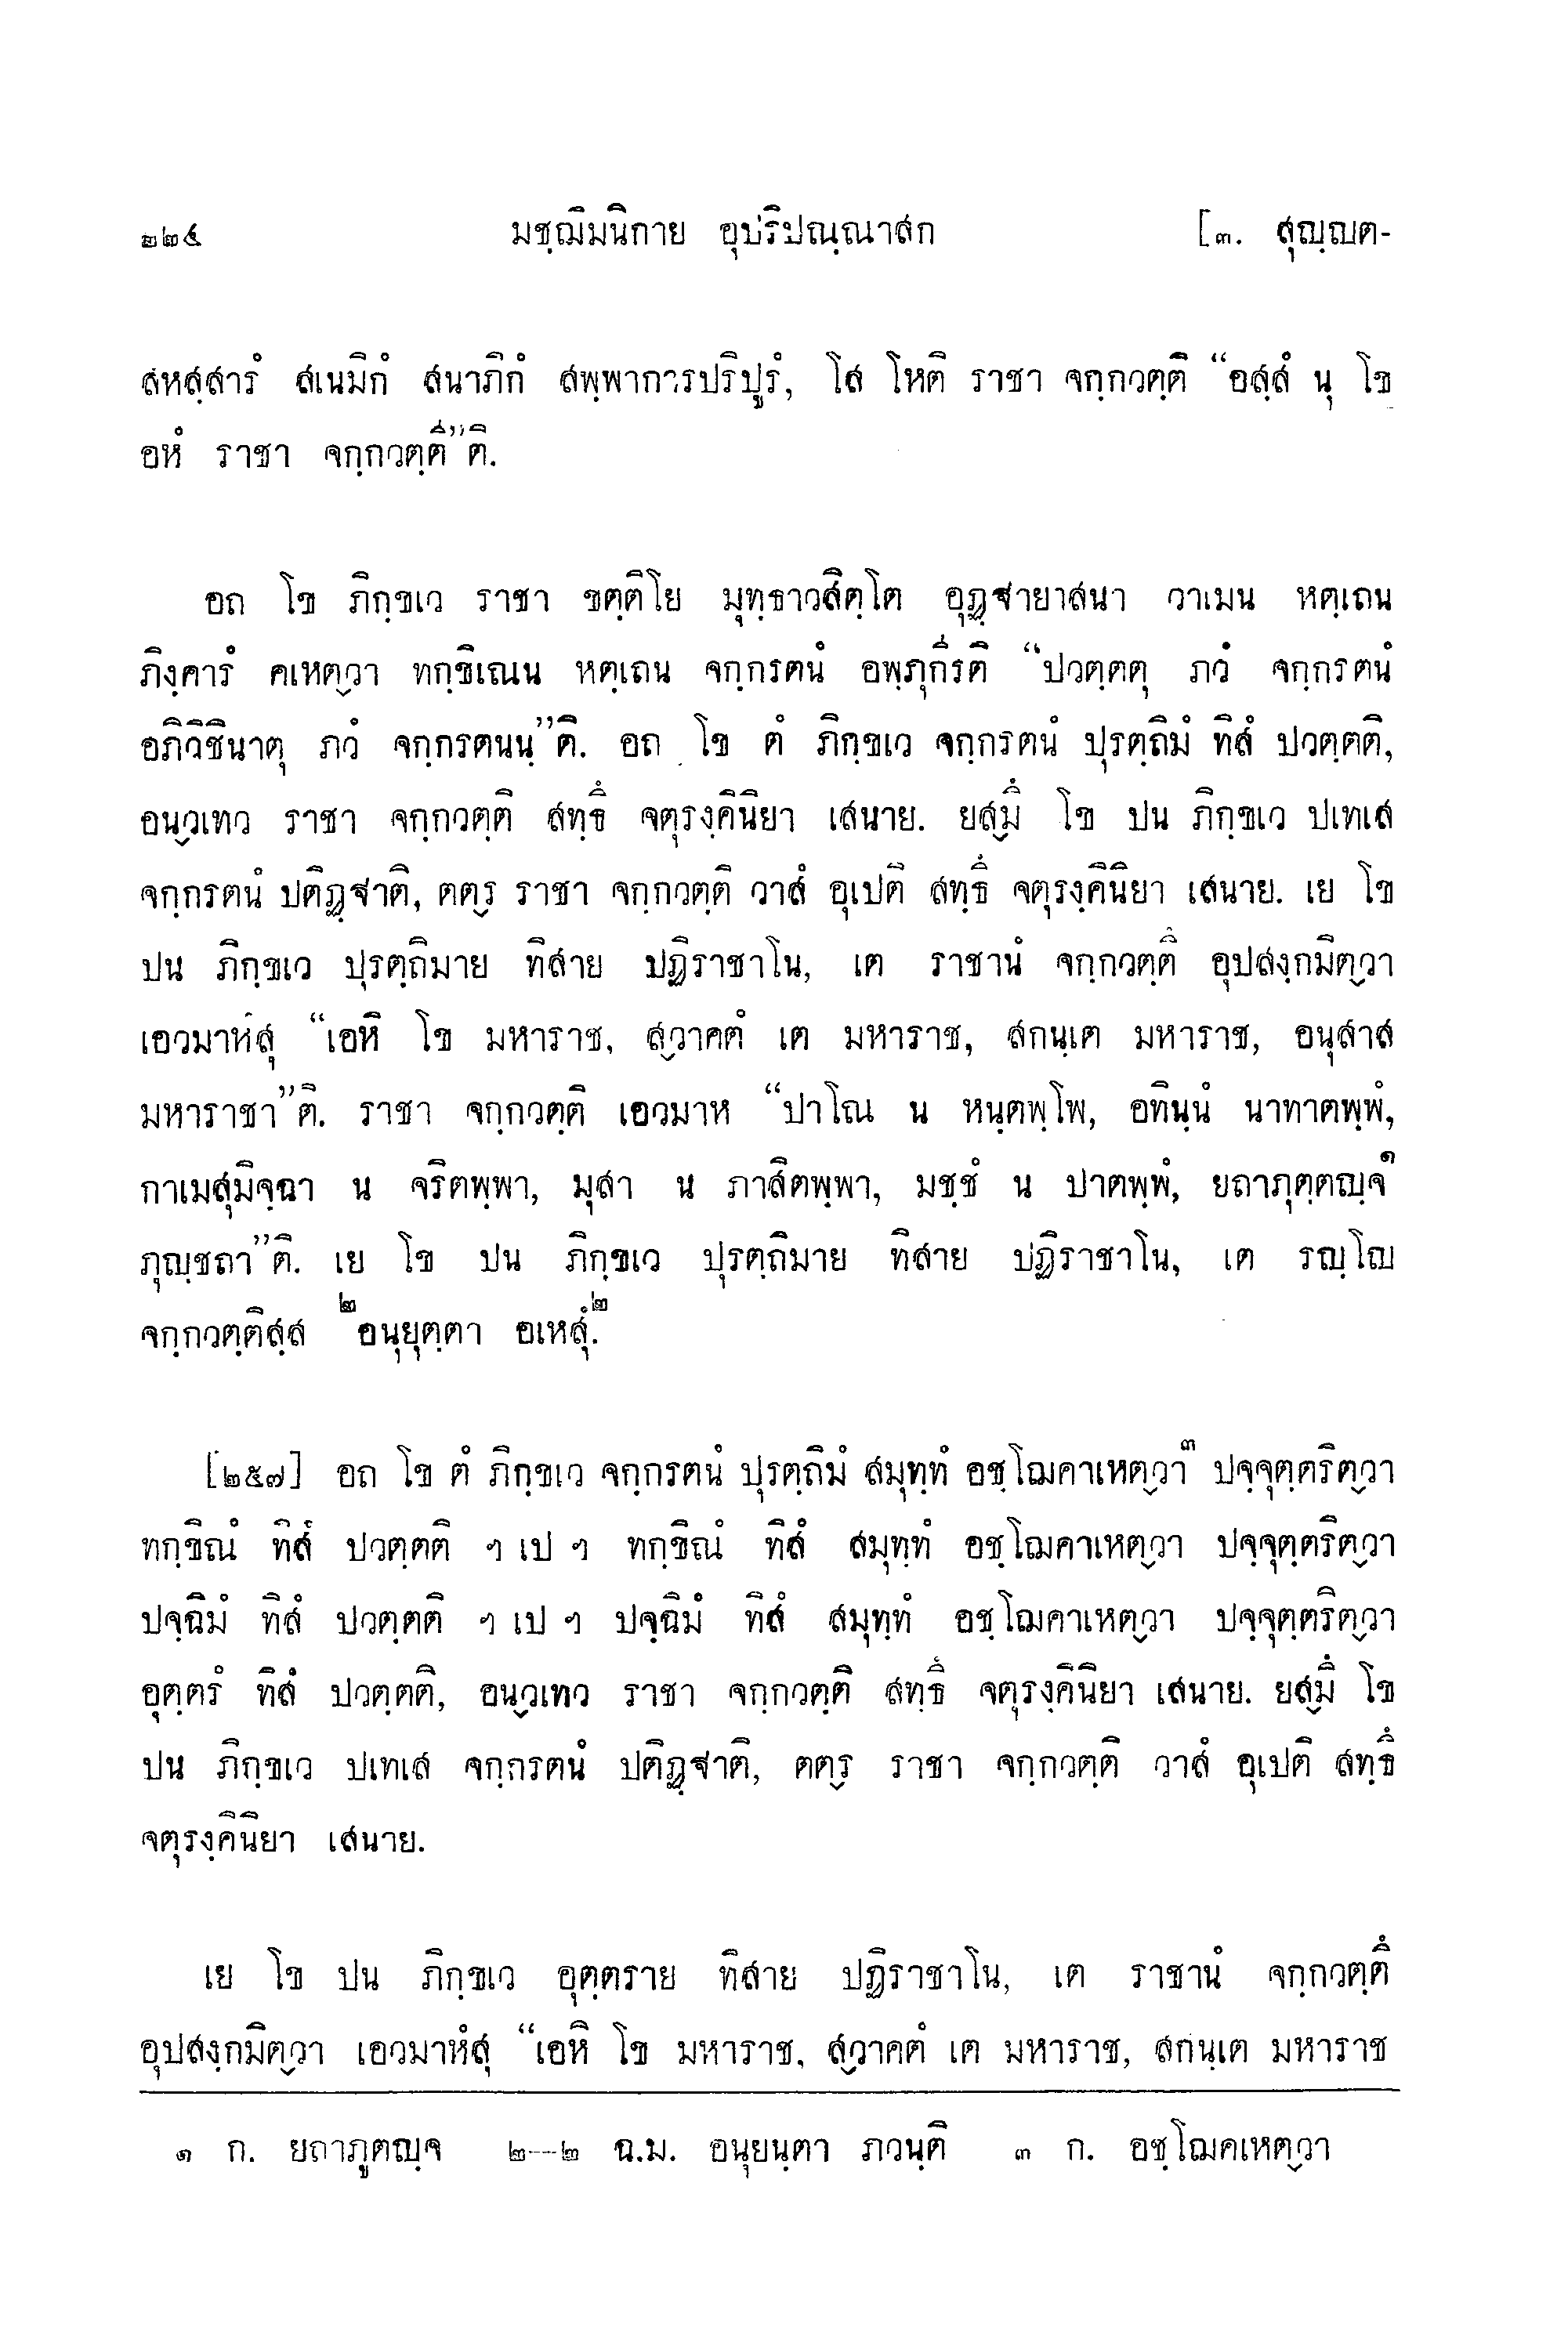 ๒๒๕ มชฺฌิมนิกาย อุปริปณฺณาสก [๓. สุญฺญต-
สหสฺสารํ สเนมิกํ สนาภิกํ สพฺพาการปริปูรํ, โส โหติ ราชา จกฺกวตฺตี “อสฺสํ นุ โข
อหํ ราชา จกฺกวตฺตี”ติ.
อถ โข ภิกฺขเว ราชา ขตฺติโย มุทฺธาวสิตฺโต อุฏฺฐายาสนา วาเมน หตฺเถน
ภิงฺคารํ คเหตฺวา ทกฺขิเณน หตฺเถน จกฺกรตนํ อพฺภุกิรติ “ปวตฺตตุ ภวํ จกฺกรตนํ
อภิวิชินาตุ ภวํ จกฺกรตนนฺ”ติ. อถ โข ตํ ภิกฺขเว จกฺกรตนํ ปุรตฺถิมํ ทิสํ ปวตฺตติ,
อนฺวเทว ราชา จกฺกวตฺติ สทฺธึ จตุรงฺคินิยา เสนาย. ยสฺมึ โข ปน ภิกฺขเว ปเทเส
จกฺกรตนํ ปติฏฺฐาติ, ตตฺร ราชา จกฺกวตฺติ วาสํ อุเปติ สทฺธึ จตุรงฺคินิยา เสนาย. เย โข
ปน ภิกฺขเว ปุรตฺถิมาย ทิสาย ปฏิราชาโน, เต ราชานํ จกฺกวตฺตึ อุปสงฺกมิตฺวา
เอวมาหํสุ “เอหิ โข มหาราช, สฺวาคตํ เต มหาราช, สกนฺเต มหาราช, อนุสาส
มหาราชา”ติ. ราชา จกฺกวตฺติ เอวมาห “ปาโณ น หนฺตพฺโพ, อทินฺนํ นาทาตพฺพํ,
กาเมสุมิจฺฉา น จริตพฺพา, มุสา น ภาสิตพฺพา, มชฺชํ น ปาตพฺพํ, ยถาภุตฺตญฺจ๑
ภุญฺชถา”ติ. เย โข ปน ภิกฺขเว ปุรตฺถิมาย ทิสาย ปฏิราชาโน, เต รญฺโญ
จกฺกวตฺติสฺส ๒อนุยุตฺตา อเหสุํ.๒
[๒๕๗] อถ โข ตํ ภิกฺขเว จกฺกรตนํ ปุรตฺถิมํ สมุทฺทํ อชฺโฌคาเหตฺวา๓ ปจฺจุตฺตริตฺวา
ทกฺขิณํ ทิสํ ปวตฺตติ ฯ เป ฯ ทกฺขิณํ ทิสํ สมุทฺทํ อชฺโฌคาเหตฺวา ปจฺจุตฺตริตฺวา
ปจฺฉิมํ ทิสํ ปวตฺตติ ฯ เป ฯ ปจฺฉิมํ ทิสํ สมุทฺทํ อชฺโฌคาเหตฺวา ปจฺจุตฺตริตฺวา
อุตฺตรํ ทิสํ ปวตฺตติ, อนฺวเทว ราชา จกฺกวตฺติ สทฺธึ จตุรงฺคินิยา เสนาย. ยสฺมึ โข
ปน ภิกฺขเว ปเทเส จกฺกรตนํ ปติฏฺฐาติ, ตตฺร ราชา จกฺกวตฺติ วาสํ อุเปติ สทฺธึ
จตุรงฺคินิยา เสนาย.
เย โข ปน ภิกฺขเว อุตฺตราย ทิสาย ปฏิราชาโน, เต ราชานํ จกฺกวตฺตึ
อุปสงฺกมิตฺวา เอวมาหํสุ “เอหิ โข มหาราช, สฺวาคตํ เต มหาราช, สกนฺเต มหาราช
๑ ก. ยถาภูตญฺจ ๒—๒ ฉ.ม. อนุยนฺตา ภวนฺติ ๓ ก. อชฺโฌคเหตฺวา